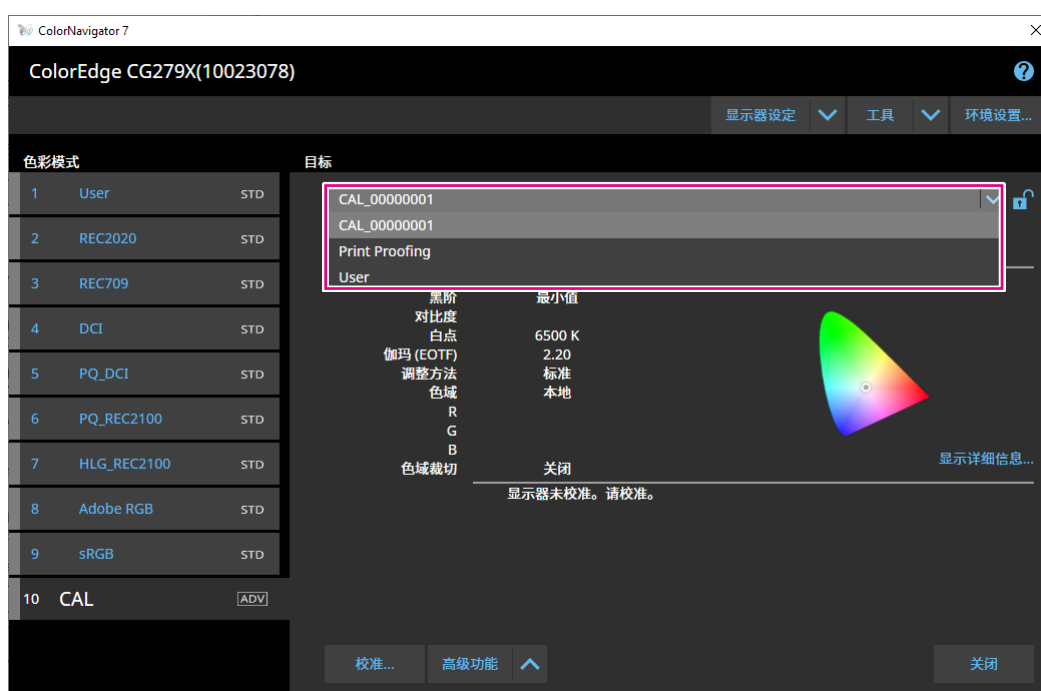 ColorNavigator 7
ColorEdge CG279X(10023078)
显示器设定 工具 环境设置...
色彩模式
目标
1 User STD
2 REC2020 STD
3 REC709 STD
4 DCI STD
5 PQ_DCI STD
6 PQ_REC2100 STD
7 HLG_REC2100 STD
8 Adobe RGB STD
9 sRGB STD
10 CAL ADV
CAL_00000001
CAL_00000001
Print Proofing
User
黑阶 最小值
对比度
白点 6500 K
伽玛 (EOTF) 2.20
调整方法 标准
色域 本地
R
G
B
色域裁切 关闭
显示详细信息...
显示器未校准。请校准。
校准... 高级功能 关闭